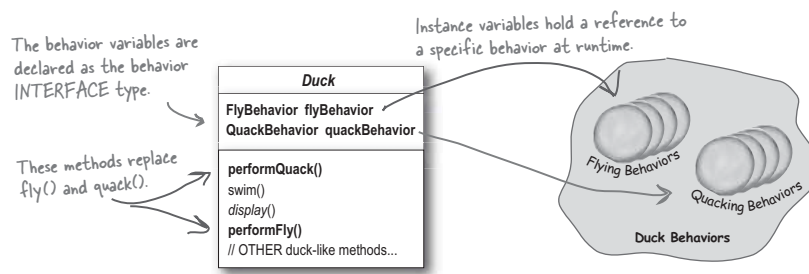 The behavior variables are
declared as the behavior
INTERFACE type.
These methods replace
fly() and quack().
Duck
FlyBehavior flyBehavior
QuackBehavior quackBehavior
performQuack()
swim()
display()
performFly()
// OTHER duck-like methods...
Instance variables hold a reference to
a specific behavior at runtime.
Flying Behaviors
Quacking Behaviors
Duck Behaviors